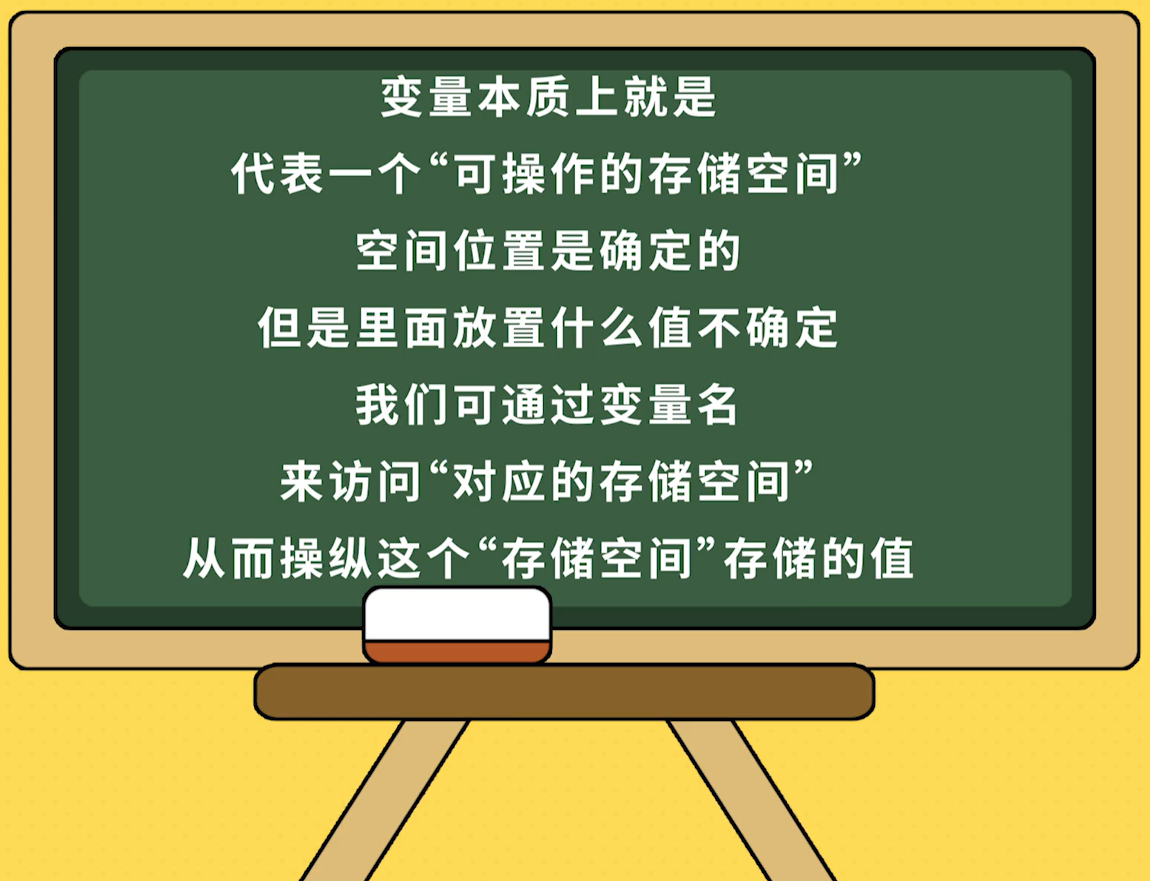 变量本质上就是
代表一个“可操作的存储空间”
空间位置是确定的
但是里面放置什么值不确定
我们可通过变量名
来访问“对应的存储空间”
从而操纵这个“存储空间”存储的值